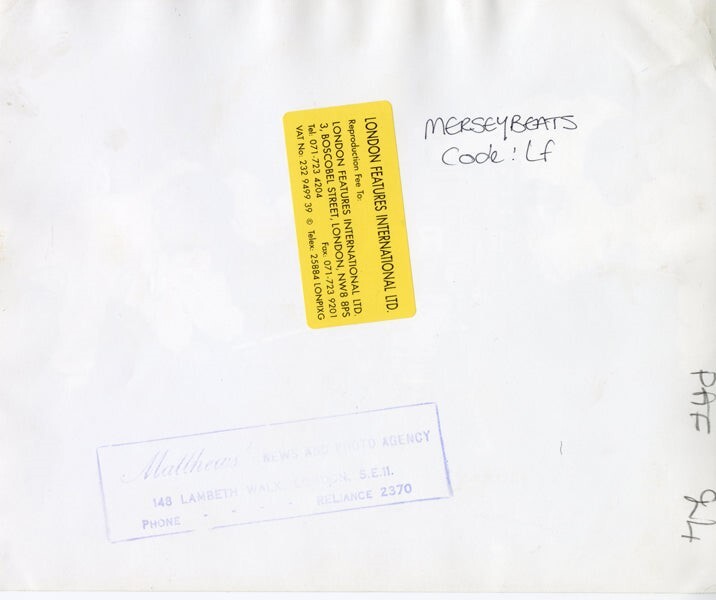 MERSEYBEATS
Code: Lf
LONDON FEATURES INTERNATIONAL LTD.
Reproduction Fee To:
LONDON FEATURES INTERNATIONAL LTD.
3, BOSCOBEL STREET, LONDON, NW8 8PS
Tel: 071-723 4204 Fax: 071-723 9201
VAT No. 232 9499 39 © Telex: 25884 LONPIXG
Matthews' NEWS AND PHOTO AGENCY
148 LAMBETH WALK, LONDON, S.E.11.
PHONE RELIANCE 2370